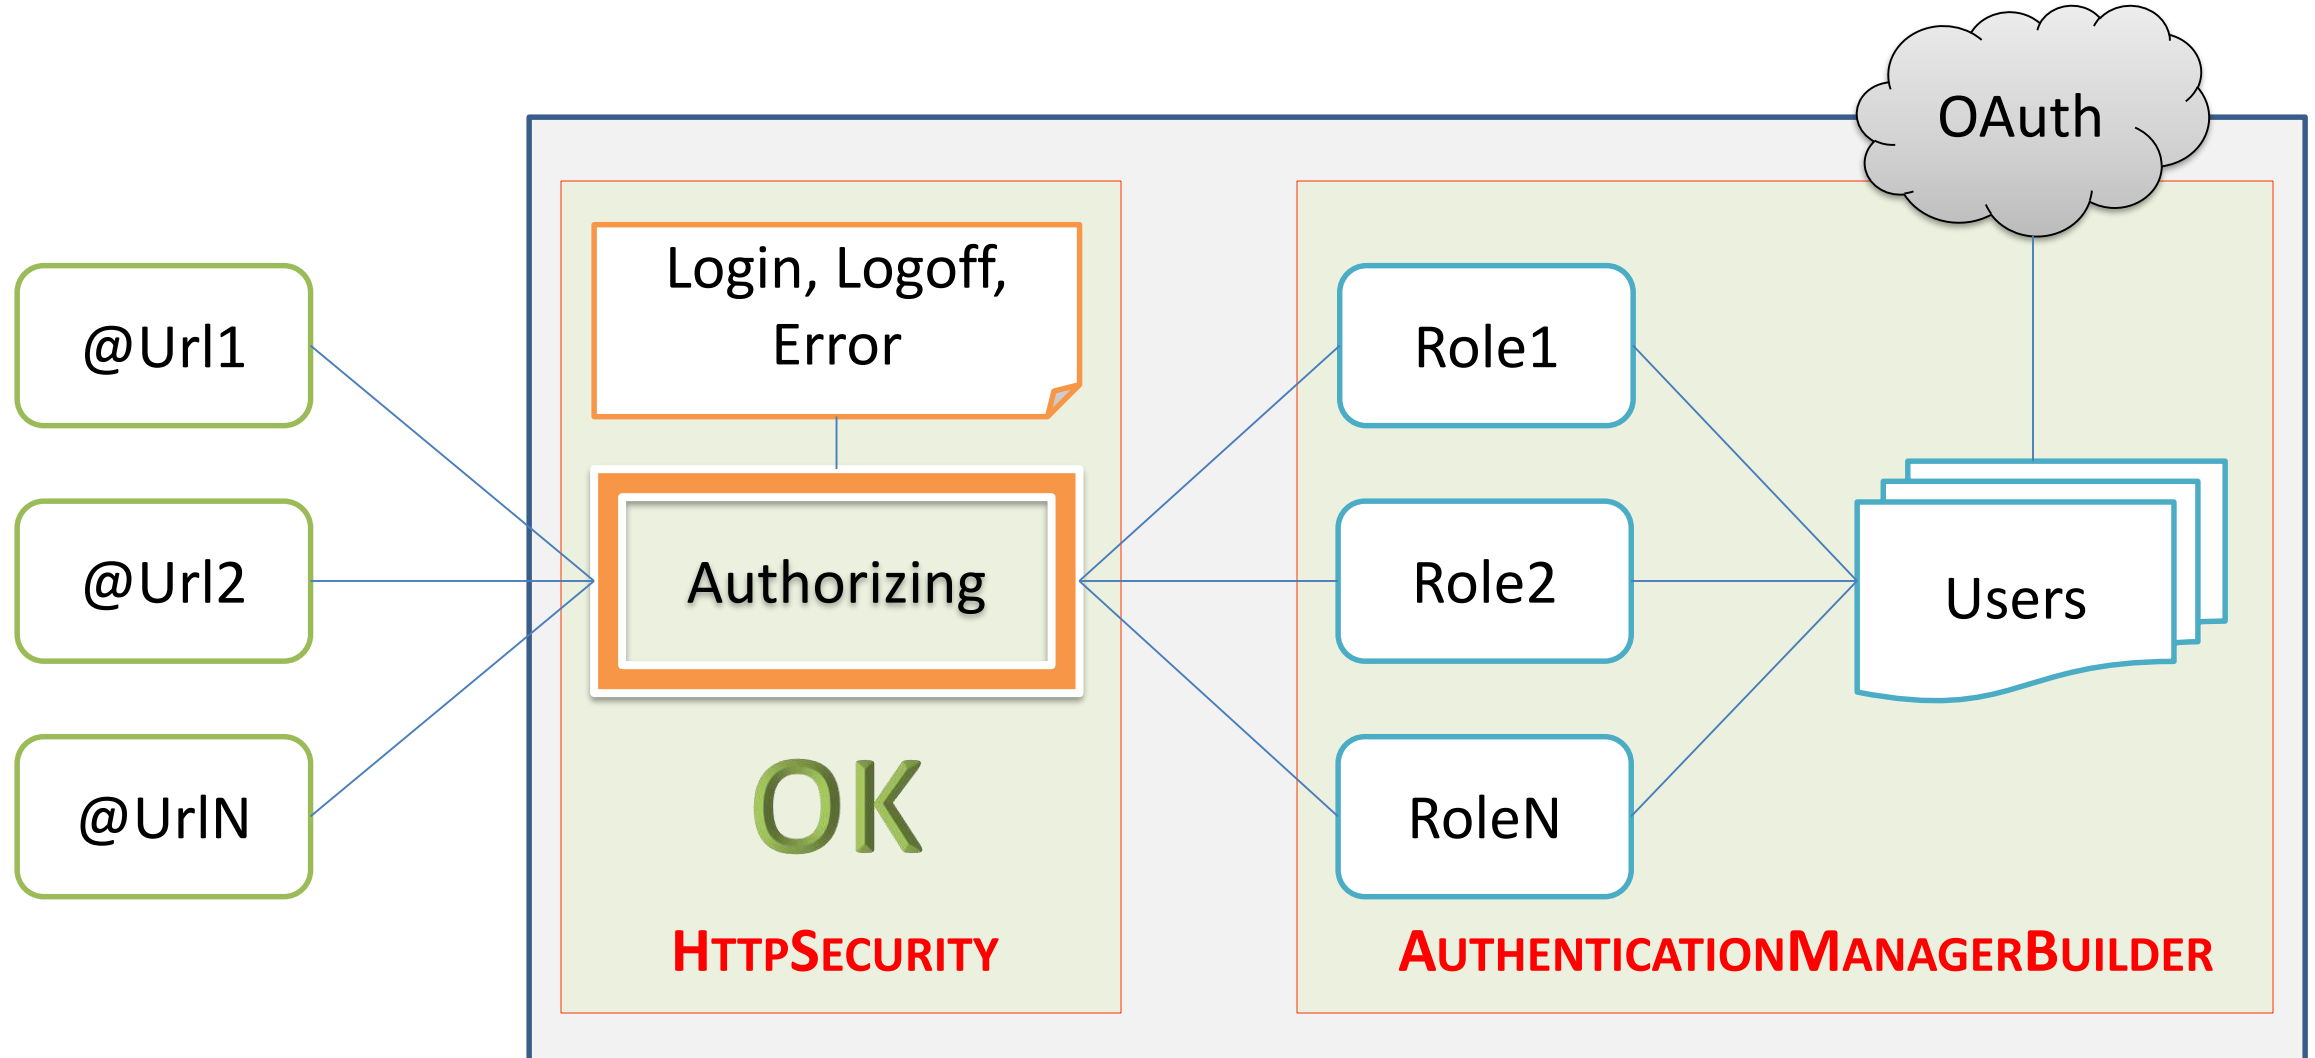 OAuth
Login, Logoff,
Error
@Url1
@Url2
@UrlN
Authorizing
OK
HttpSecurity
Role1
Role2
RoleN
Users
AuthenticationManagerBuilder